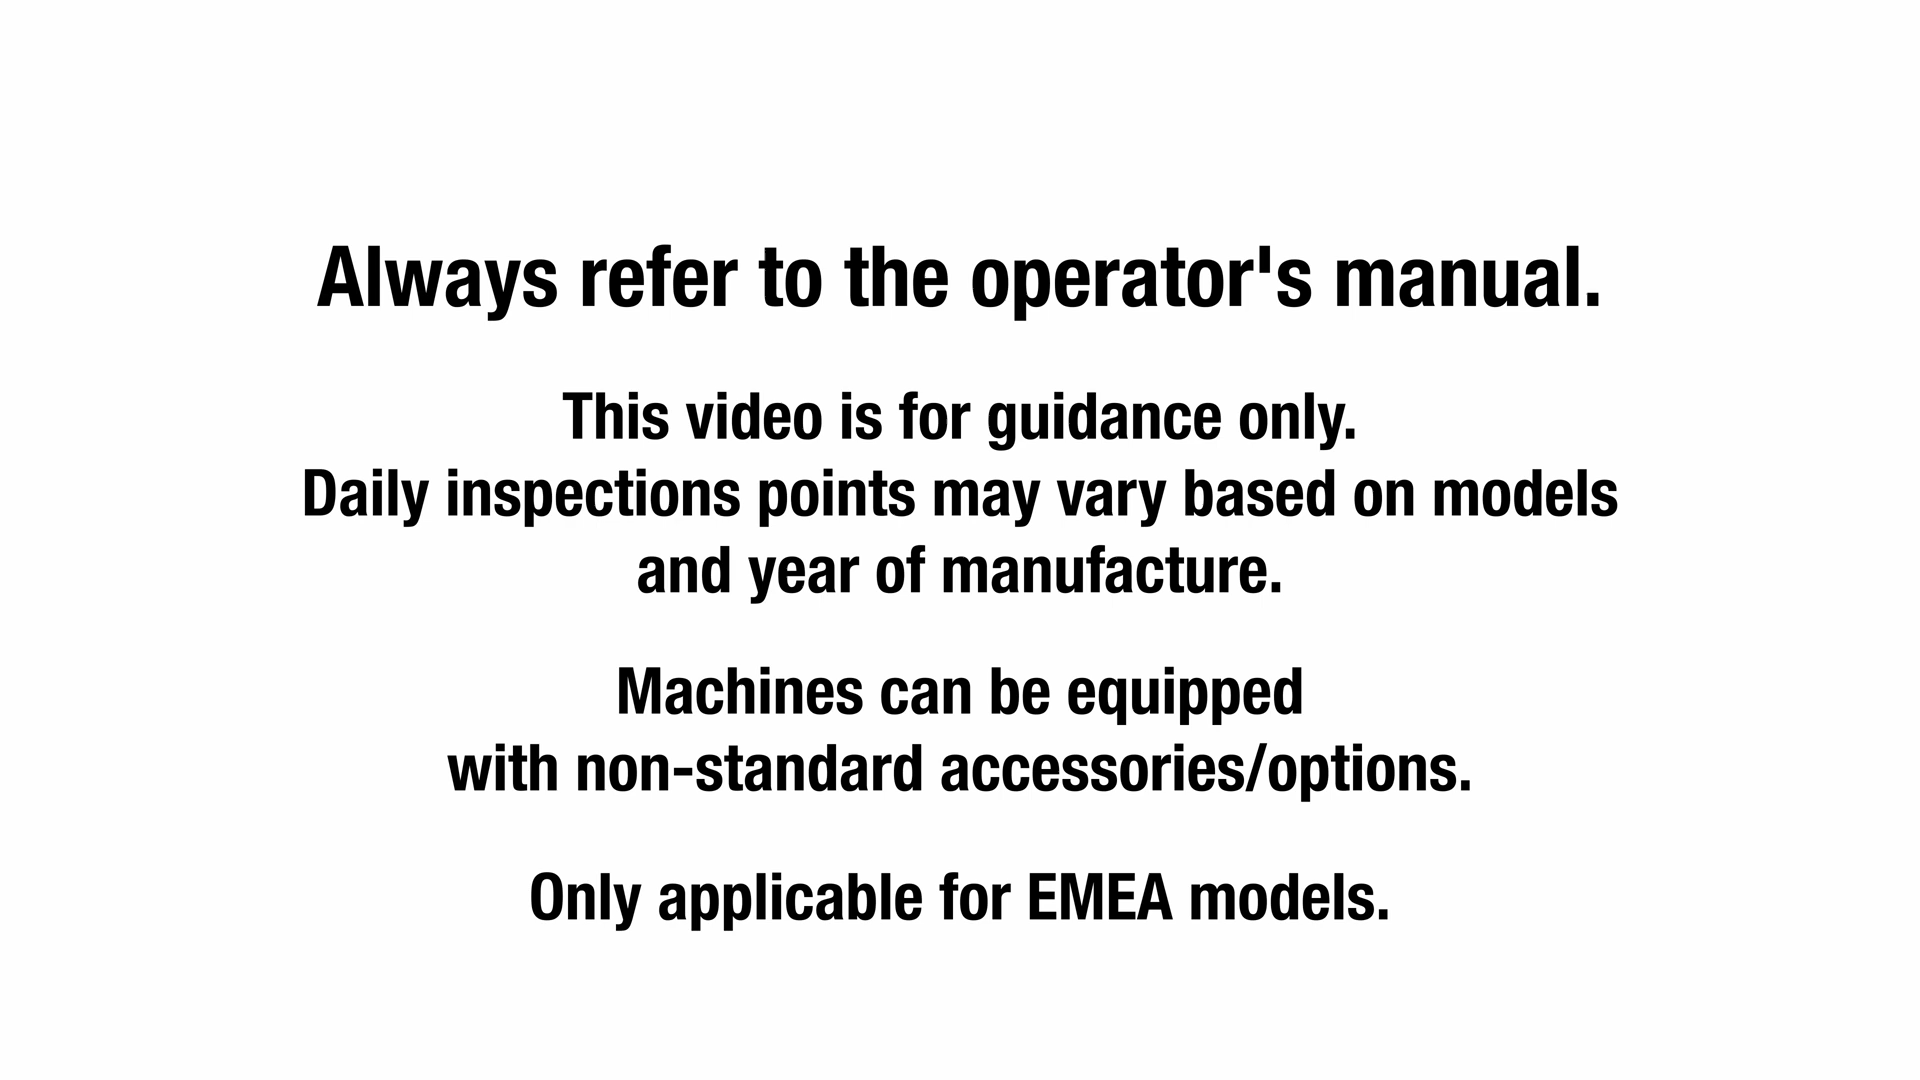 Always refer to the operator's manual.
This video is for guidance only.
Daily inspections points may vary based on models
and year of manufacture.
Machines can be equipped
with non-standard accessories/options.
Only applicable for EMEA models.